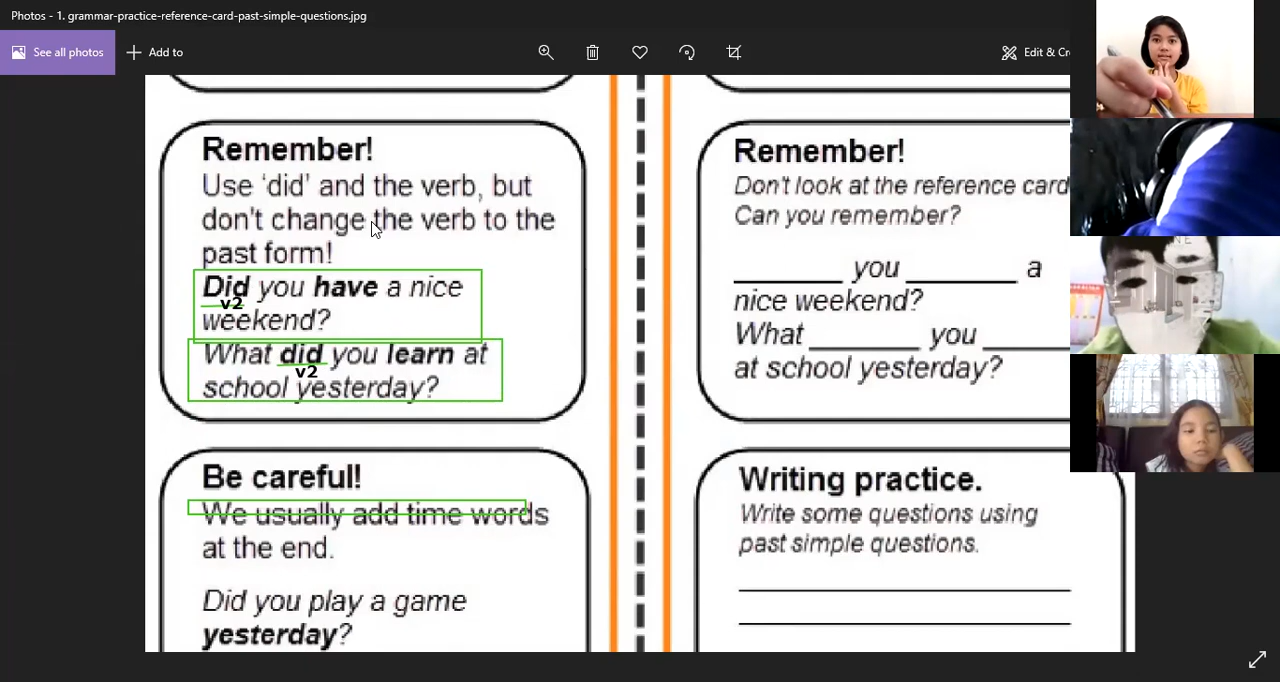 Photos - 1. grammar-practice-reference-card-past-simple-questions.jpg
See all photos
Add to
Edit &
Remember!
Use 'did' and the verb, but
don't change the verb to the
past form!
Did you have a nice
v2
weekend?
What did you learn at
v2
school yesterday?
Be careful!
We usually add time words
at the end.
Did you play a game
yesterday?
Remember!
Don't look at the reference card
Can you remember?
________ you ________ a
nice weekend?
What ________ you ________
at school yesterday?
Writing practice.
Write some questions using
past simple questions.